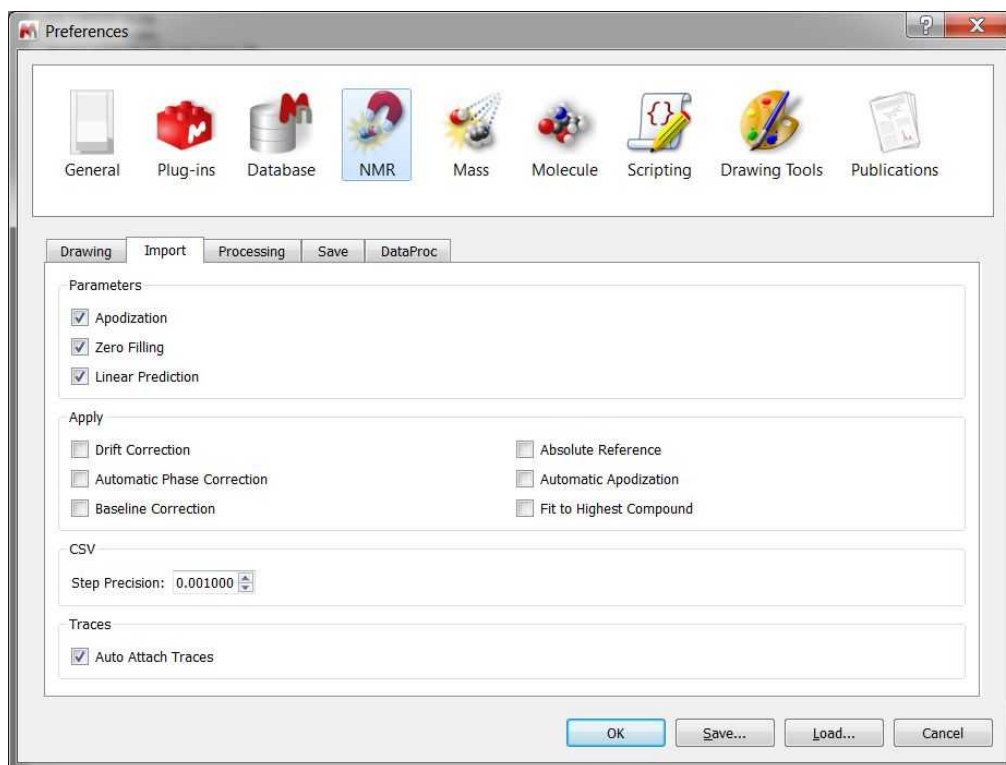 Preferences
General Plug-ins Database NMR Mass Molecule Scripting Drawing Tools Publications
Drawing Import Processing Save DataProc
Parameters
Apodization
Zero Filling
Linear Prediction
Apply
Drift Correction Absolute Reference
Automatic Phase Correction Automatic Apodization
Baseline Correction Fit to Highest Compound
CSV
Step Precision: 0.001000
Traces
Auto Attach Traces
OK Save... Load... Cancel